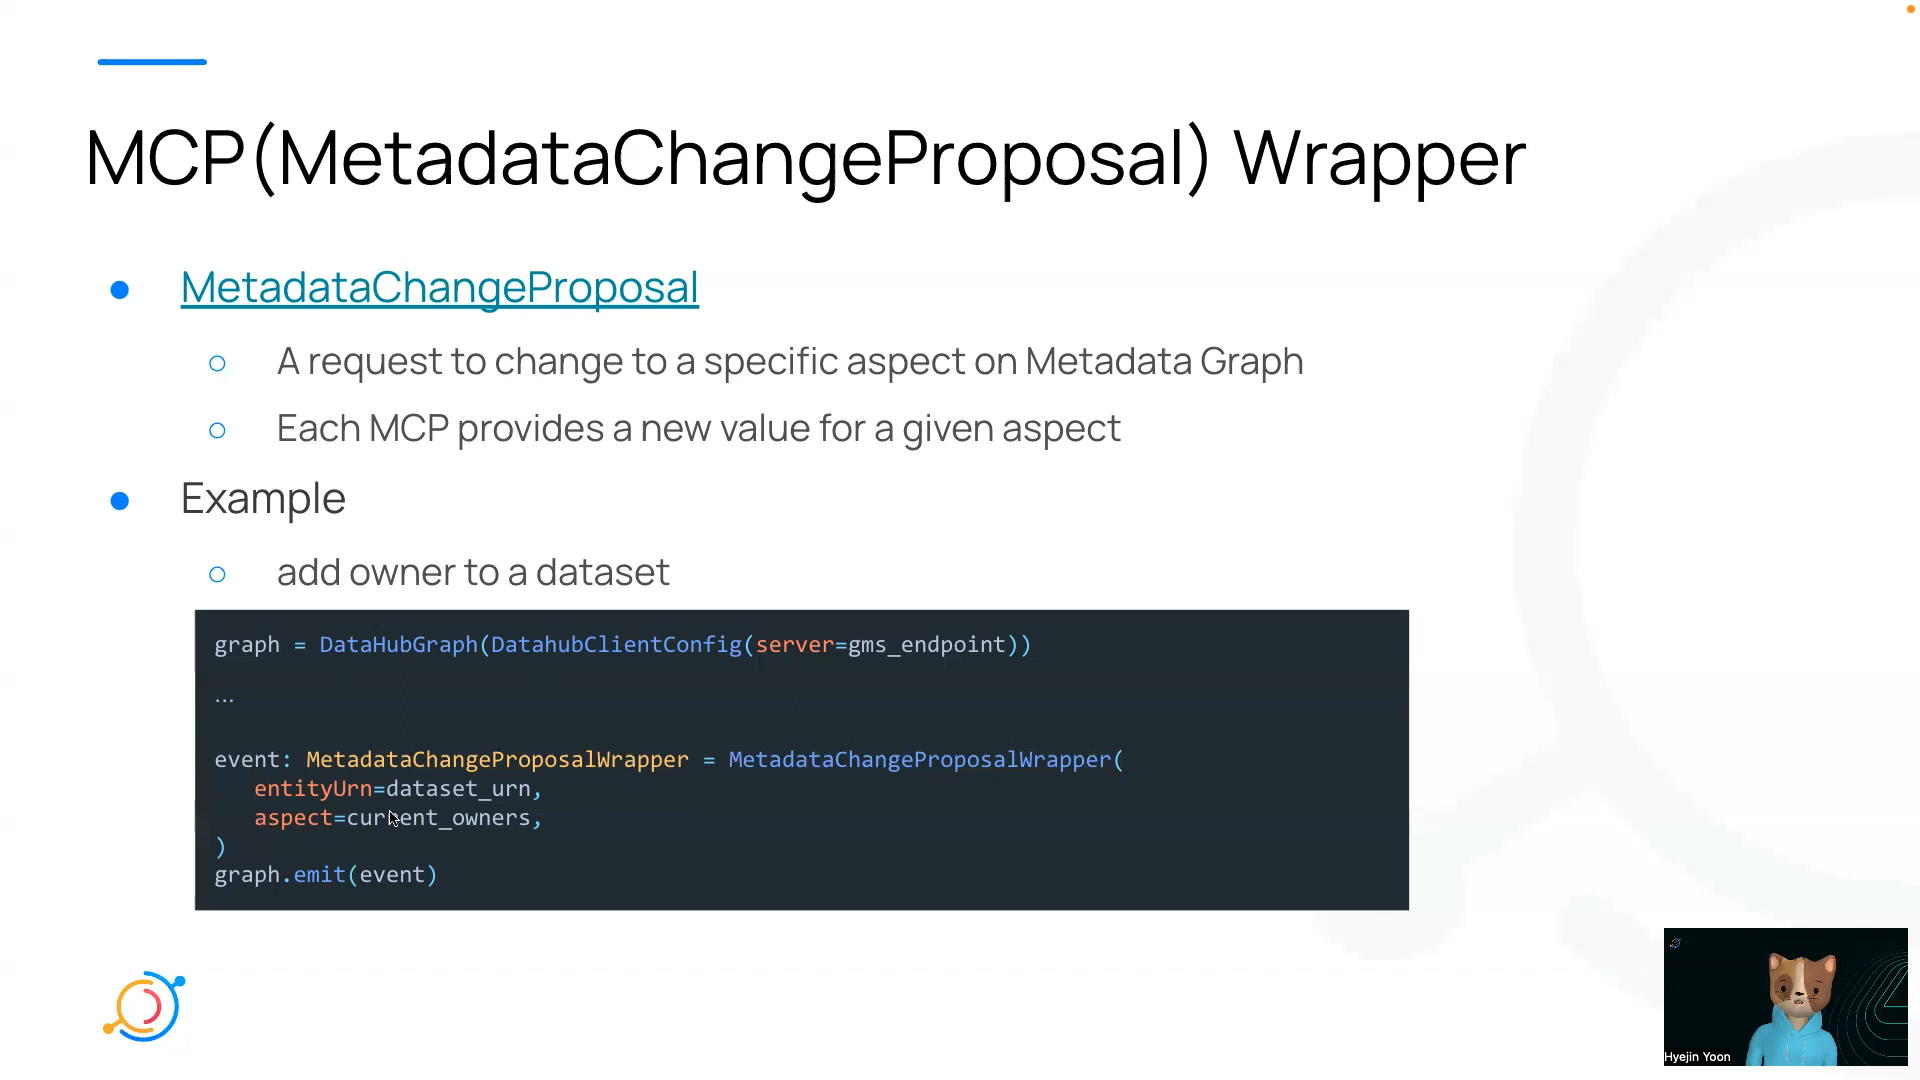 MCP(MetadataChangeProposal) Wrapper
MetadataChangeProposal
A request to change to a specific aspect on Metadata Graph
Each MCP provides a new value for a given aspect
Example
add owner to a dataset
graph = DataHubGraph(DatahubClientConfig(server=gms_endpoint))
...
event: MetadataChangeProposalWrapper = MetadataChangeProposalWrapper(
entityUrn=dataset_urn,
aspect=current_owners,
)
graph.emit(event)
Hyejin Yoon